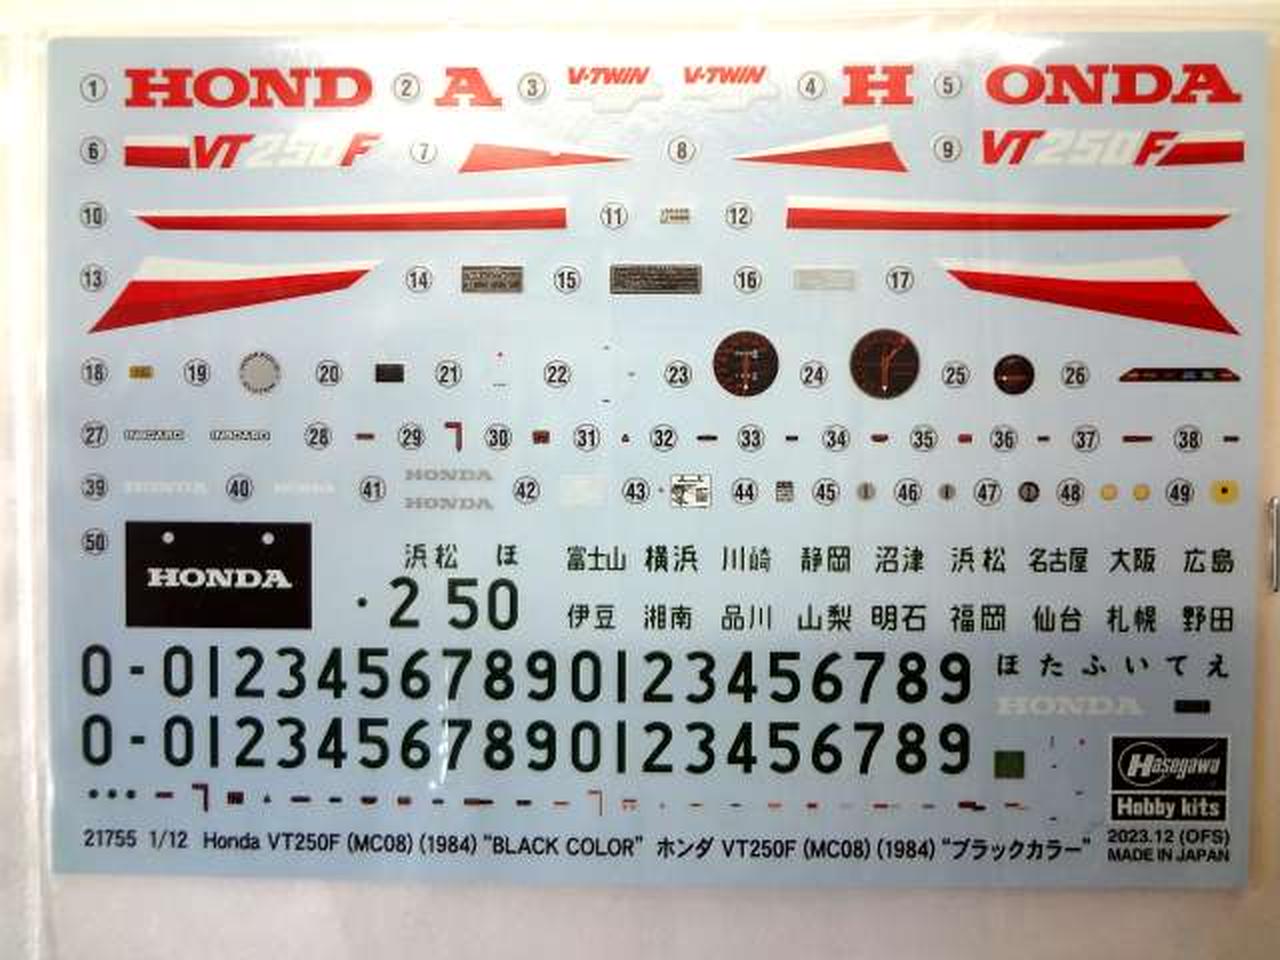 1 HOND 2 A 3 V-TWIN V-TWIN 4 H 5 ONDA
6 VT250F 7 8 9 VT250F
10 11 12
13 14 15 16 17
18 19 20 21 22 23 24 25 26
27 INBOARD INBOARD 28 29 30 31 32 33 34 35 36 37 38
39 HONDA 40 HONDA 41 HONDA 42 43 44 45 46 47 48 49
HONDA
50 HONDA
浜松 ほ
・2 50
富士山 横浜 川崎 静岡 沼津 浜松 名古屋 大阪 広島
伊豆 湘南 品川 山梨 明石 福岡 仙台 札幌 野田
0-01234567890123456789 ほたふいてえ
HONDA
0-01234567890123456789
Hasegawa
Hobby kits
21755 1/12 Honda VT250F (MC08) (1984) "BLACK COLOR" ホンダ VT250F (MC08) (1984) "ブラックカラー"
2023.12 (OFS)
MADE IN JAPAN